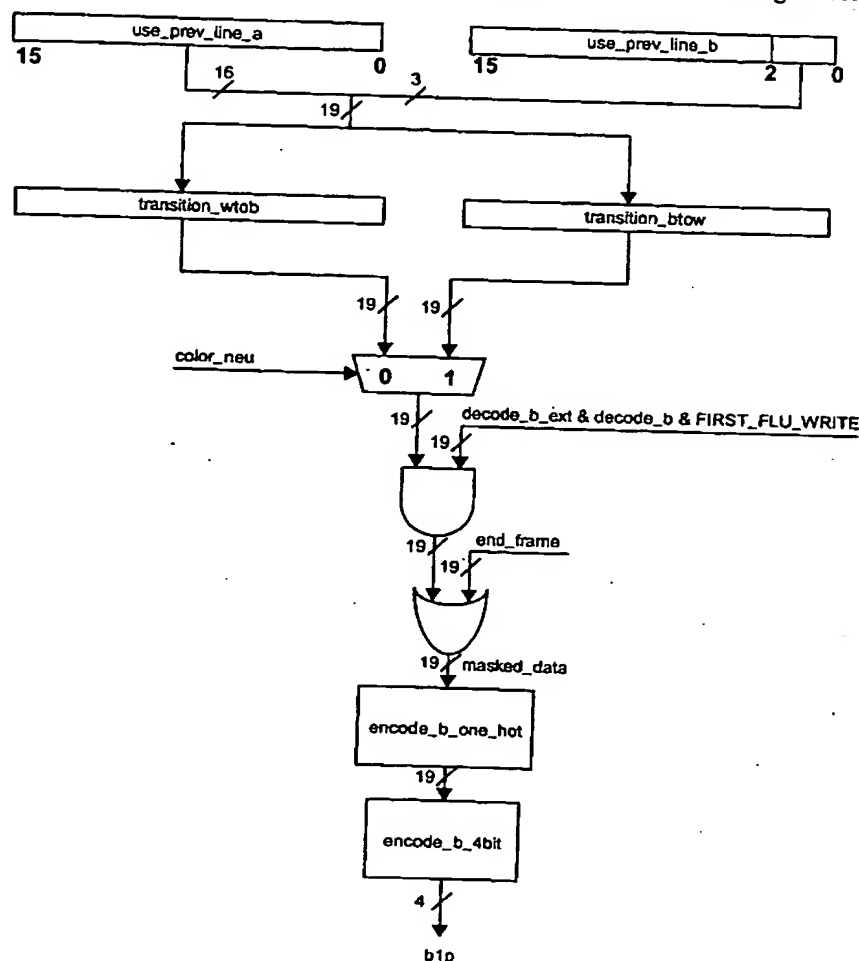 use_prev_line_a
use_prev_line_b
15
0
15
2
0
16
3
19
transition_wtob
transition_btow
19
19
color_neu
0
1
19
decode_b_ext & decode_b & FIRST_FLU_WRITE
19
19
end_frame
19
19
masked_data
encode_b_one_hot
19
encode_b_4bit
4
b1p